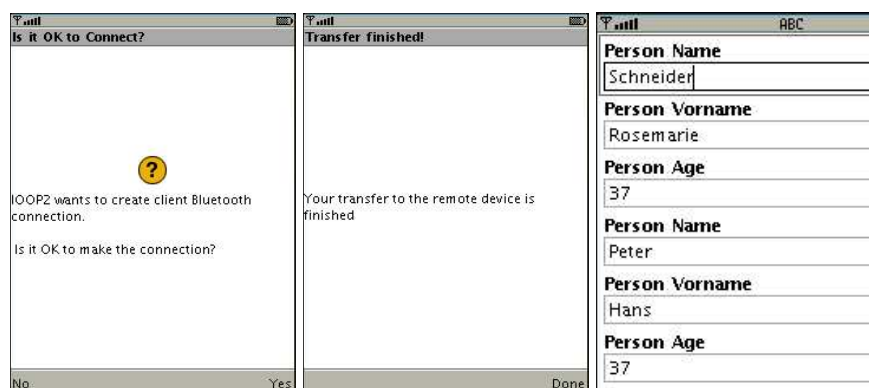 Is it OK to Connect?
?
IOOP2 wants to create client Bluetooth
connection.
Is it OK to make the connection?
No
Yes
Transfer finished!
Your transfer to the remote device is
finished
Done
ABC
Person Name
Schneider
Person Vorname
Rosemarie
Person Age
37
Person Name
Peter
Person Vorname
Hans
Person Age
37